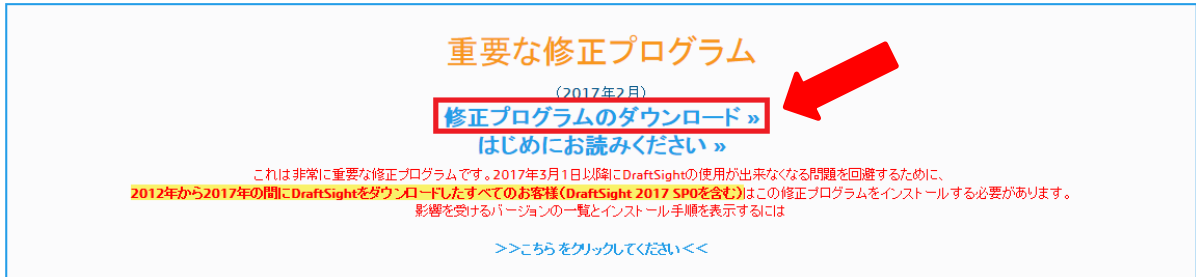 重要な修正プログラム
（2017年2月）
修正プログラムのダウンロード »
はじめにお読みください »
これは非常に重要な修正プログラムです。2017年3月1日以降にDraftSightの使用が出来なくなる問題を回避するために、
2012年から2017年の間にDraftSightをダウンロードしたすべてのお客様（DraftSight 2017 SP0を含む）はこの修正プログラムをインストールする必要があります。
影響を受けるバージョンの一覧とインストール手順を表示するには
>>こちらをクリックしてください<<